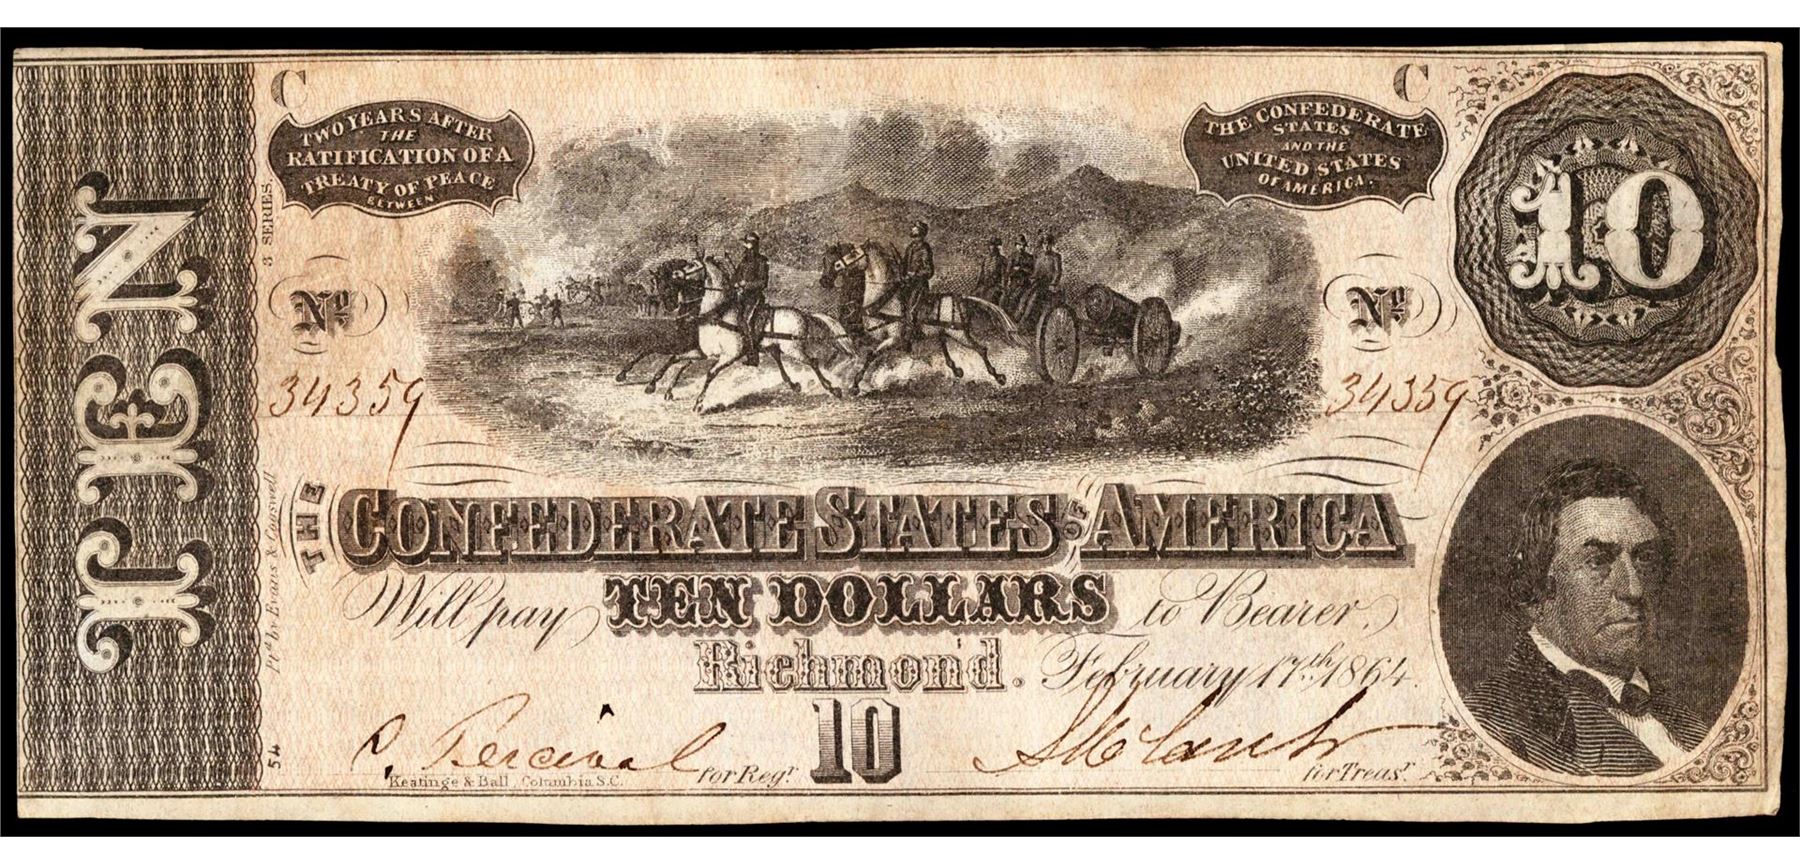 C
C
TWO YEARS AFTER
THE
RATIFICATION OF A
TREATY OF PEACE
BETWEEN
THE CONFEDERATE
STATES
AND THE
UNITED STATES
OF AMERICA.
10
TEN
3 SERIES.
No.
No.
34359
34359
Ptd. by Evans & Cogswell
THE CONFEDERATE STATES OF AMERICA
Will pay TEN DOLLARS to Bearer.
Richmond. February 17th 1864.
54
C. Percival for Regr.
10
for Treasr.
Keatinge & Ball, Columbia S.C.